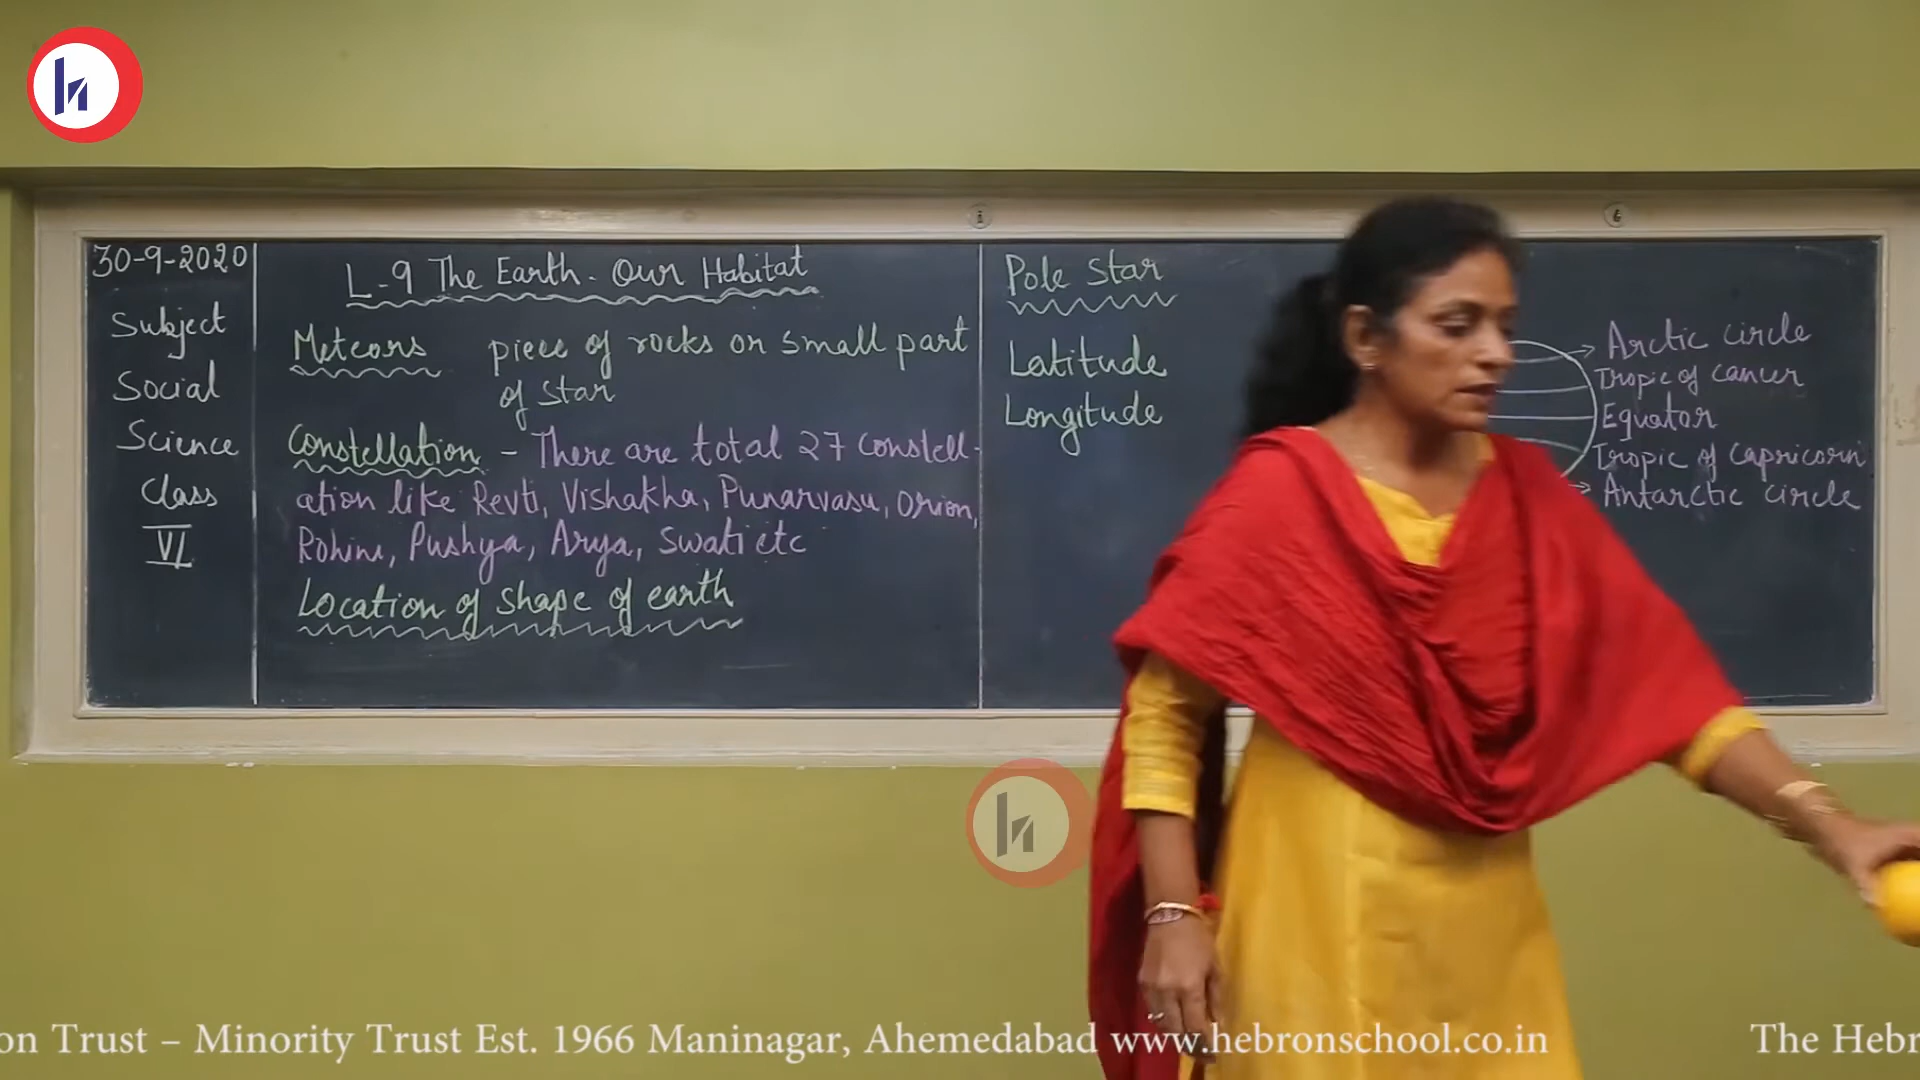 30-9-2020
Subject
Social
Science
Class
VI
L-9 The Earth - Our Habitat
Meteors piece of rocks or small part
of star
Constellation - There are total 27 constell-
ation like Revti, Vishakha, Punarvasu, Orion,
Rohini, Pushya, Arya, Swati etc
Location of shape of earth
Pole Star
Latitude
Longitude
Arctic circle
Tropic of cancer
Equator
Tropic of Capricorn
Antarctic circle
on Trust – Minority Trust Est. 1966 Maninagar, Ahemedabad www.hebronschool.co.in
The Hebr